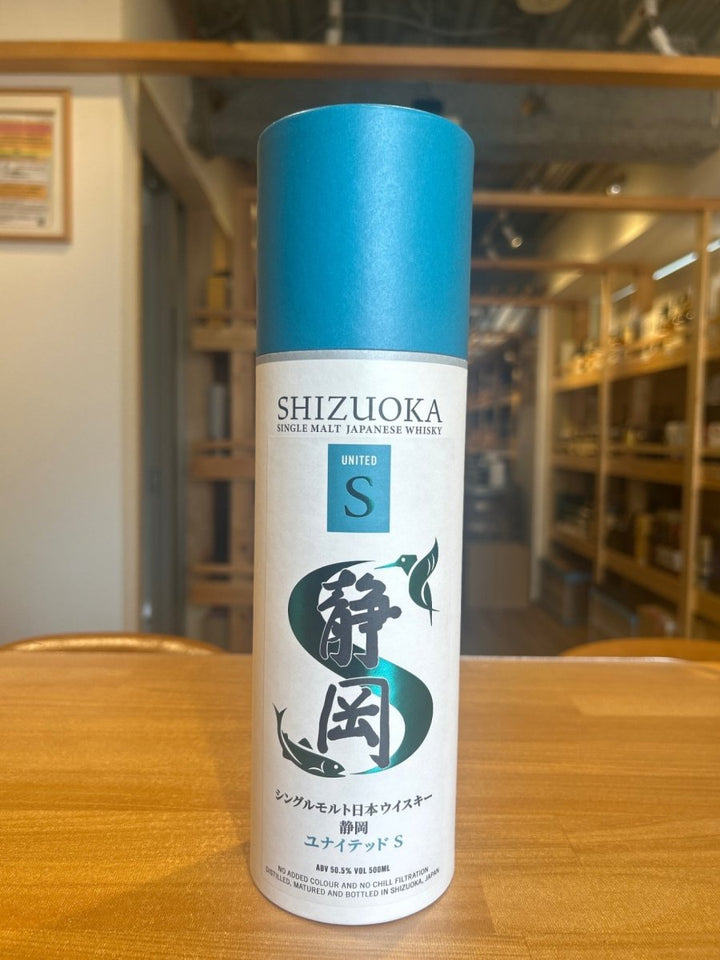 SHIZUOKA
SINGLE MALT JAPANESE WHISKY
UNITED
S
静
岡
シングルモルト日本ウイスキー
静岡
ユナイテッド S
ABV 50.5% VOL 500ML
NO ADDED COLOUR AND NO CHILL FILTRATION
DISTILLED, MATURED AND BOTTLED IN SHIZUOKA, JAPAN